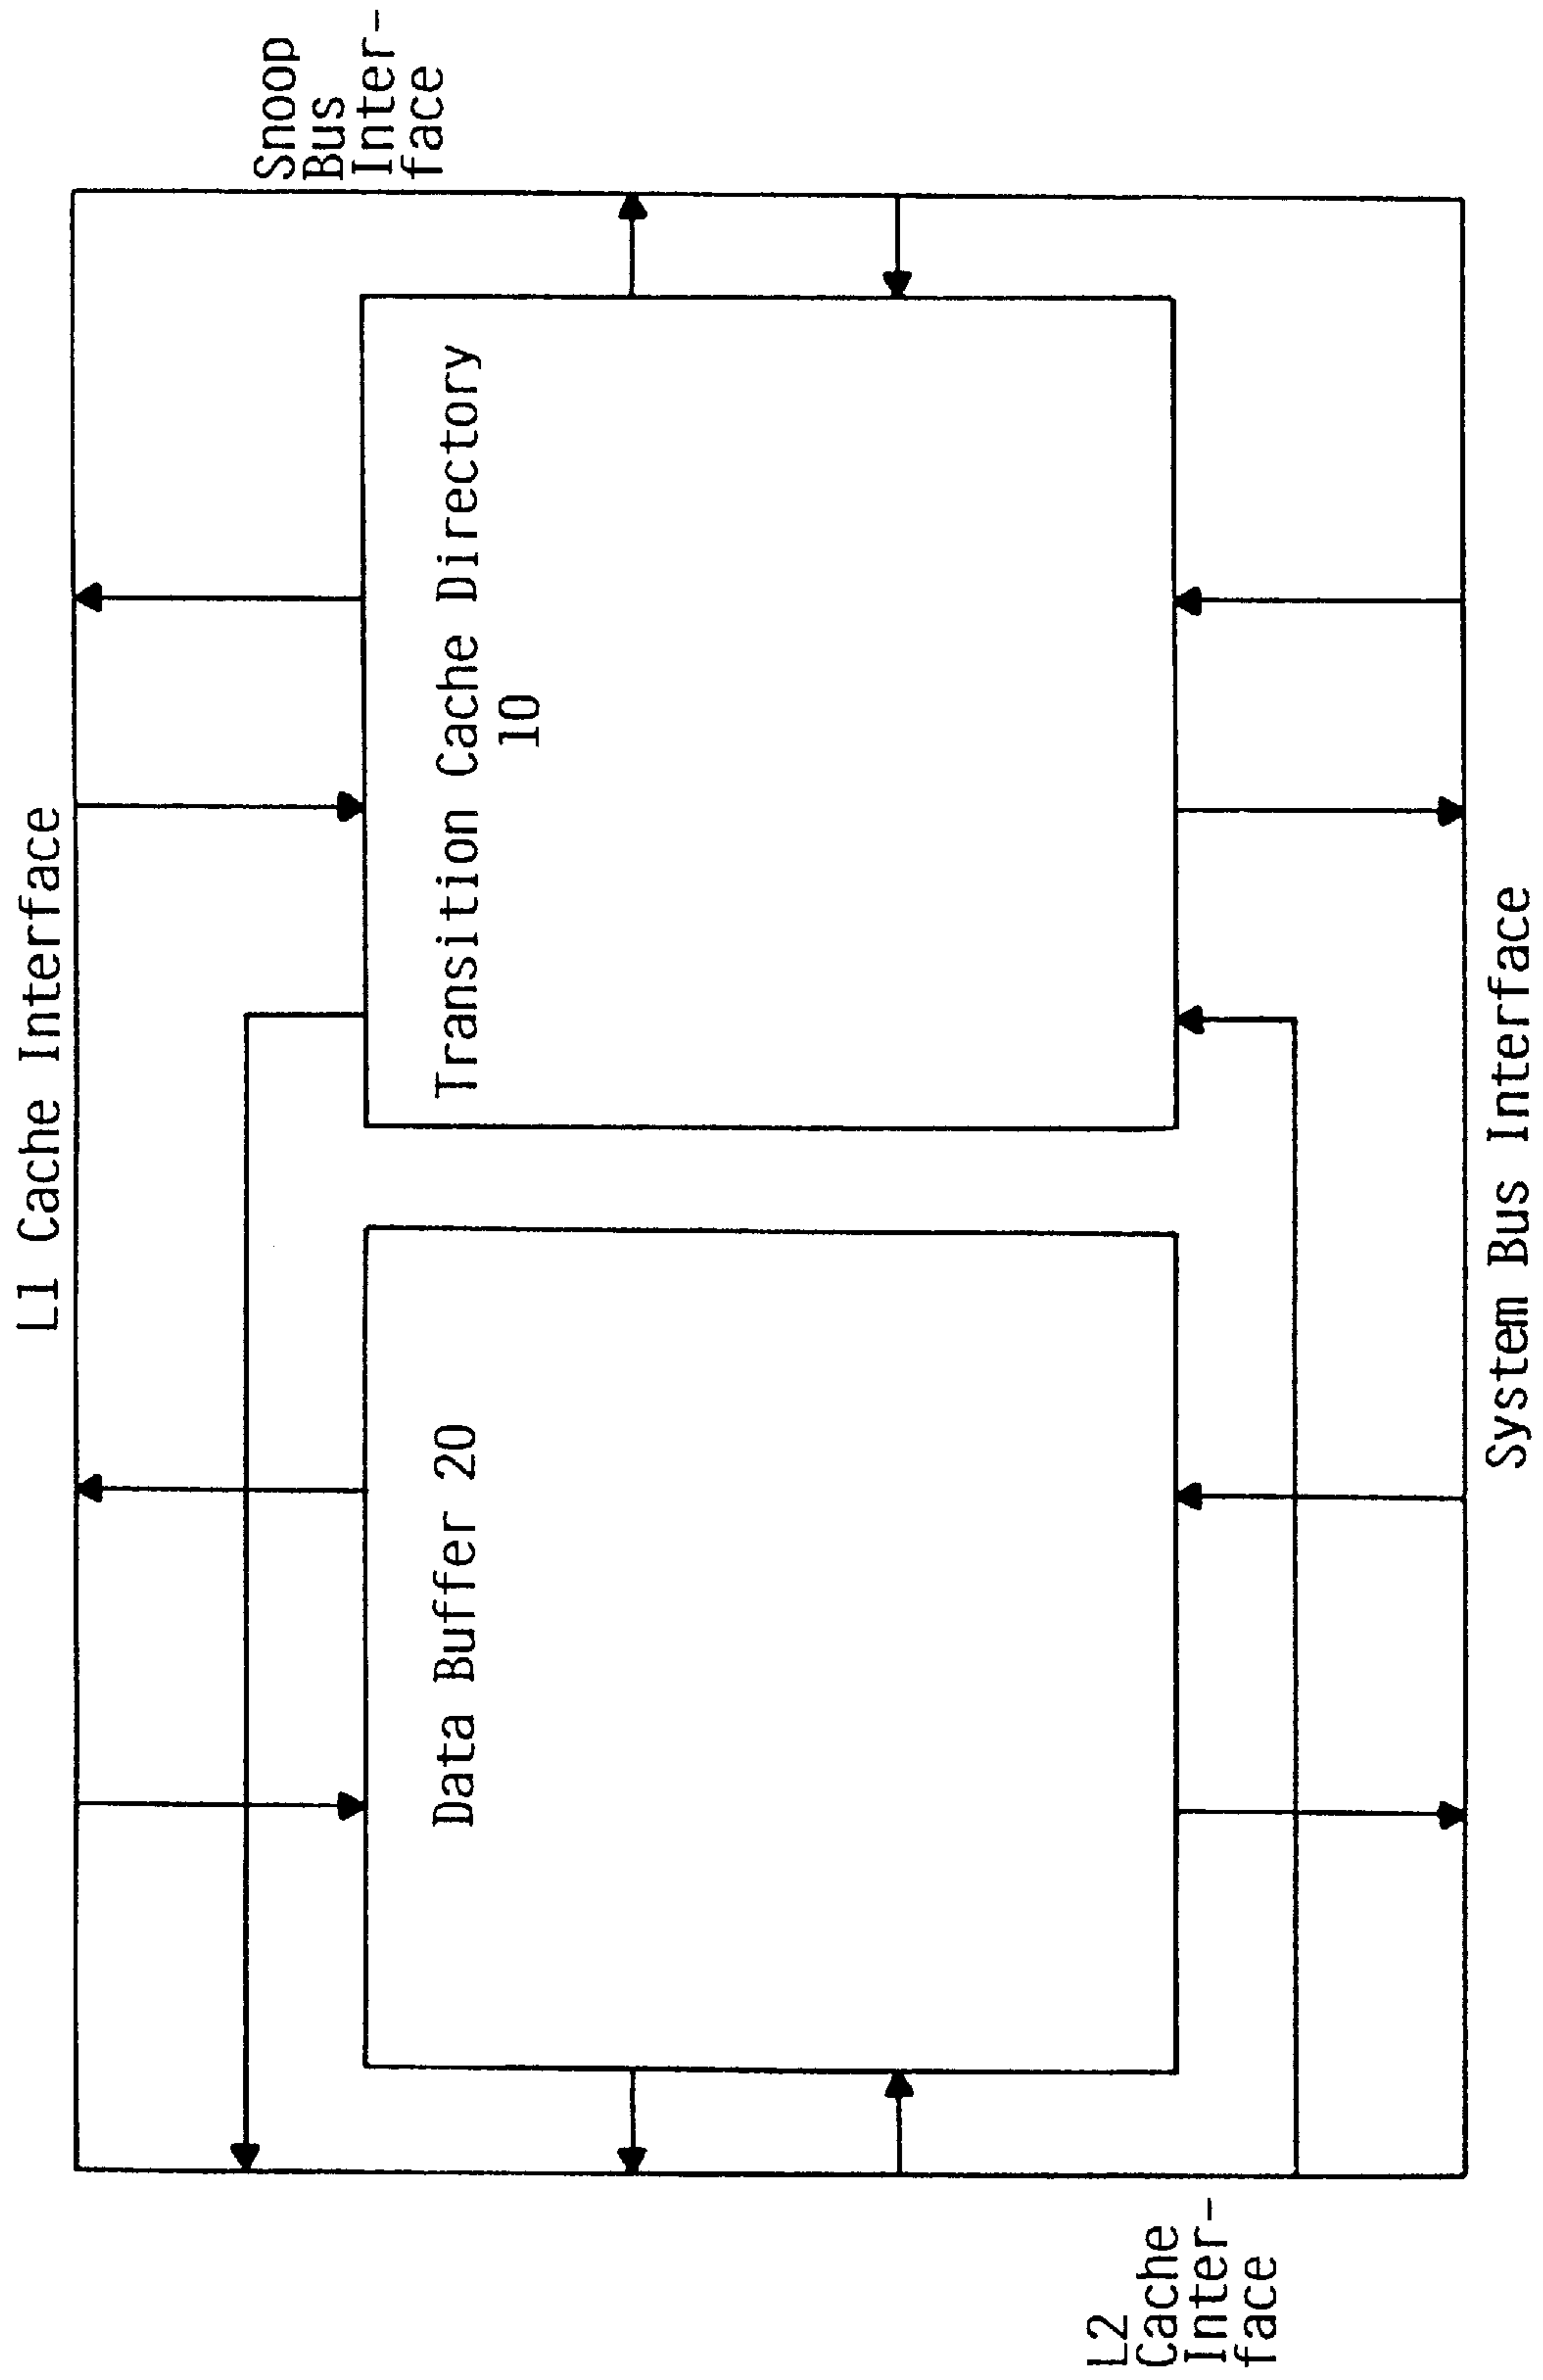 L1 Cache Interface
Snoop
Bus
Inter-
face
Data Buffer 20
Transition Cache Directory
10
L2
Cache
Inter-
face
System Bus Interface